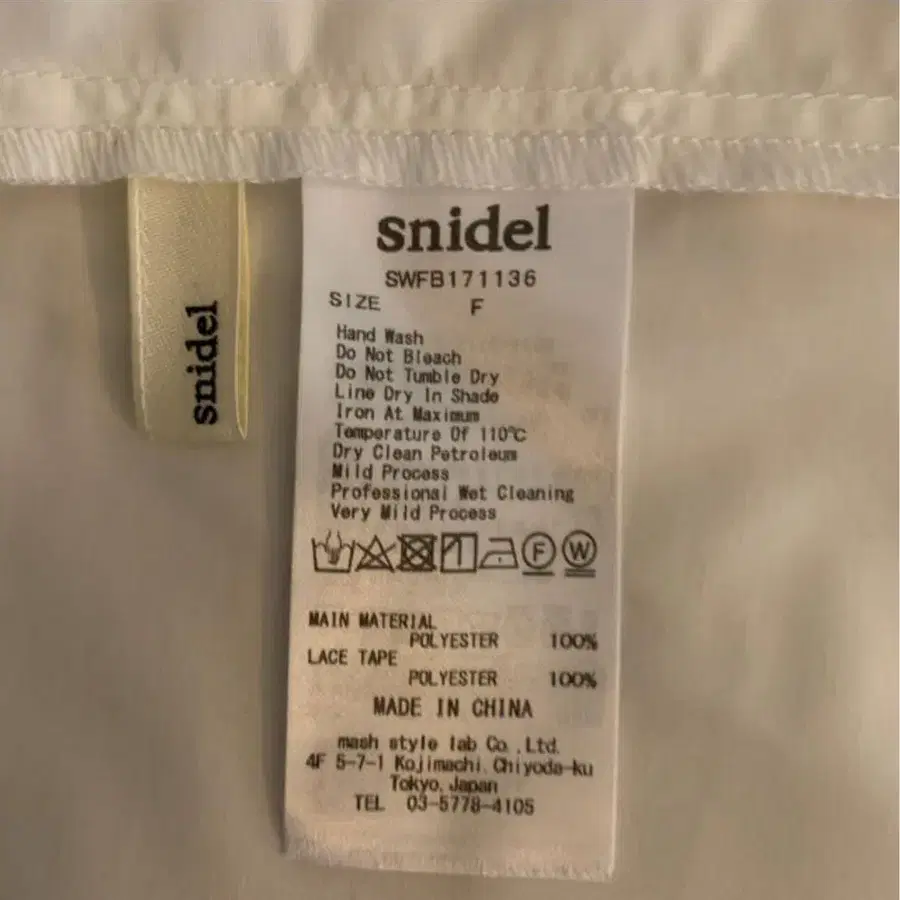 snidel
snidel
SWFB171136
SIZE F
Hand Wash
Do Not Bleach
Do Not Tumble Dry
Line Dry In Shade
Iron At Maximum
Temperature Of 110℃
Dry Clean Petroleum
Mild Process
Professional Wet Cleaning
Very Mild Process
F W
MAIN MATERIAL
POLYESTER 100%
LACE TAPE
POLYESTER 100%
MADE IN CHINA
mash style lab Co.,Ltd.
4F 5-7-1 Kojimachi, Chiyoda-ku
Tokyo, Japan
TEL 03-5778-4105